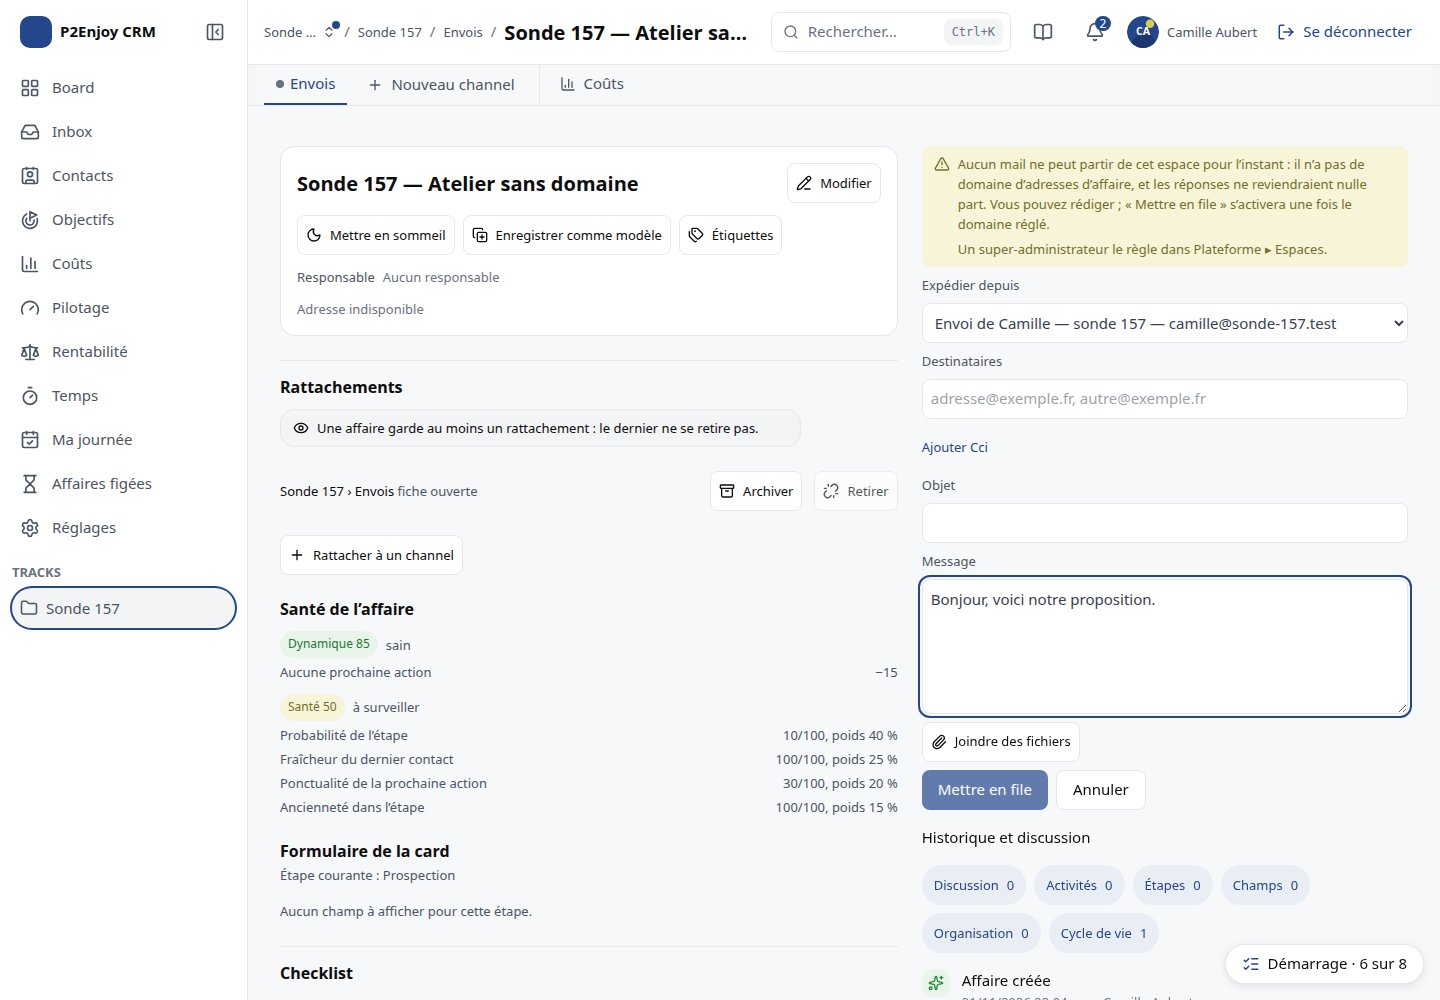 P2Enjoy CRM
Board
Inbox
Contacts
Objectifs
Coûts
Pilotage
Rentabilité
Temps
Ma journée
Affaires figées
Réglages
TRACKS
Sonde 157
Sonde ... / Sonde 157 / Envois / Sonde 157 — Atelier sa...
Rechercher... Ctrl+K
2
CA Camille Aubert
Se déconnecter
Envois
Nouveau channel
Coûts
Sonde 157 — Atelier sans domaine
Modifier
Mettre en sommeil
Enregistrer comme modèle
Étiquettes
Responsable Aucun responsable
Adresse indisponible
Rattachements
Une affaire garde au moins un rattachement : le dernier ne se retire pas.
Sonde 157 › Envois fiche ouverte
Archiver
Retirer
Rattacher à un channel
Santé de l’affaire
Dynamique 85 sain
Aucune prochaine action −15
Santé 50 à surveiller
Probabilité de l’étape 10/100, poids 40 %
Fraîcheur du dernier contact 100/100, poids 25 %
Ponctualité de la prochaine action 30/100, poids 20 %
Ancienneté dans l’étape 100/100, poids 15 %
Formulaire de la card
Étape courante : Prospection
Aucun champ à afficher pour cette étape.
Checklist
Aucun mail ne peut partir de cet espace pour l’instant : il n’a pas de
domaine d’adresses d’affaire, et les réponses ne reviendraient nulle
part. Vous pouvez rédiger ; « Mettre en file » s’activera une fois le
domaine réglé.
Un super-administrateur le règle dans Plateforme ▸ Espaces.
Expédier depuis
Envoi de Camille — sonde 157 — camille@sonde-157.test
Destinataires
adresse@exemple.fr, autre@exemple.fr
Ajouter Cci
Objet
Message
Bonjour, voici notre proposition.
Joindre des fichiers
Mettre en file
Annuler
Historique et discussion
Discussion 0
Activités 0
Étapes 0
Champs 0
Organisation 0
Cycle de vie 1
Affaire créée
Démarrage · 6 sur 8